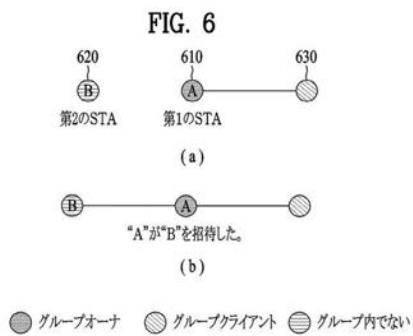 FIG. 6
620 610 630
B A
第2のSTA 第1のSTA
(a)
B A
“A”が“B”を招待した。
(b)
グループオーナ グループクライアント グループ内でない